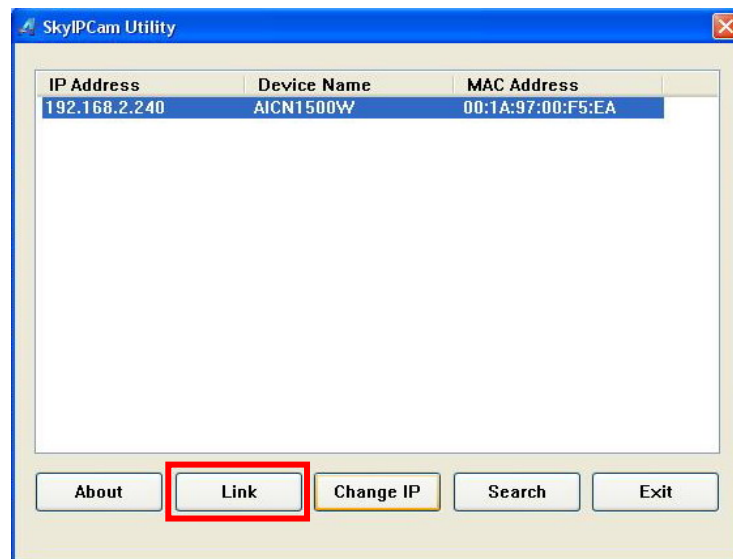 SkyIPCam Utility
IP Address Device Name MAC Address
192.168.2.240 AICN1500W 00:1A:97:00:F5:EA
About Link Change IP Search Exit